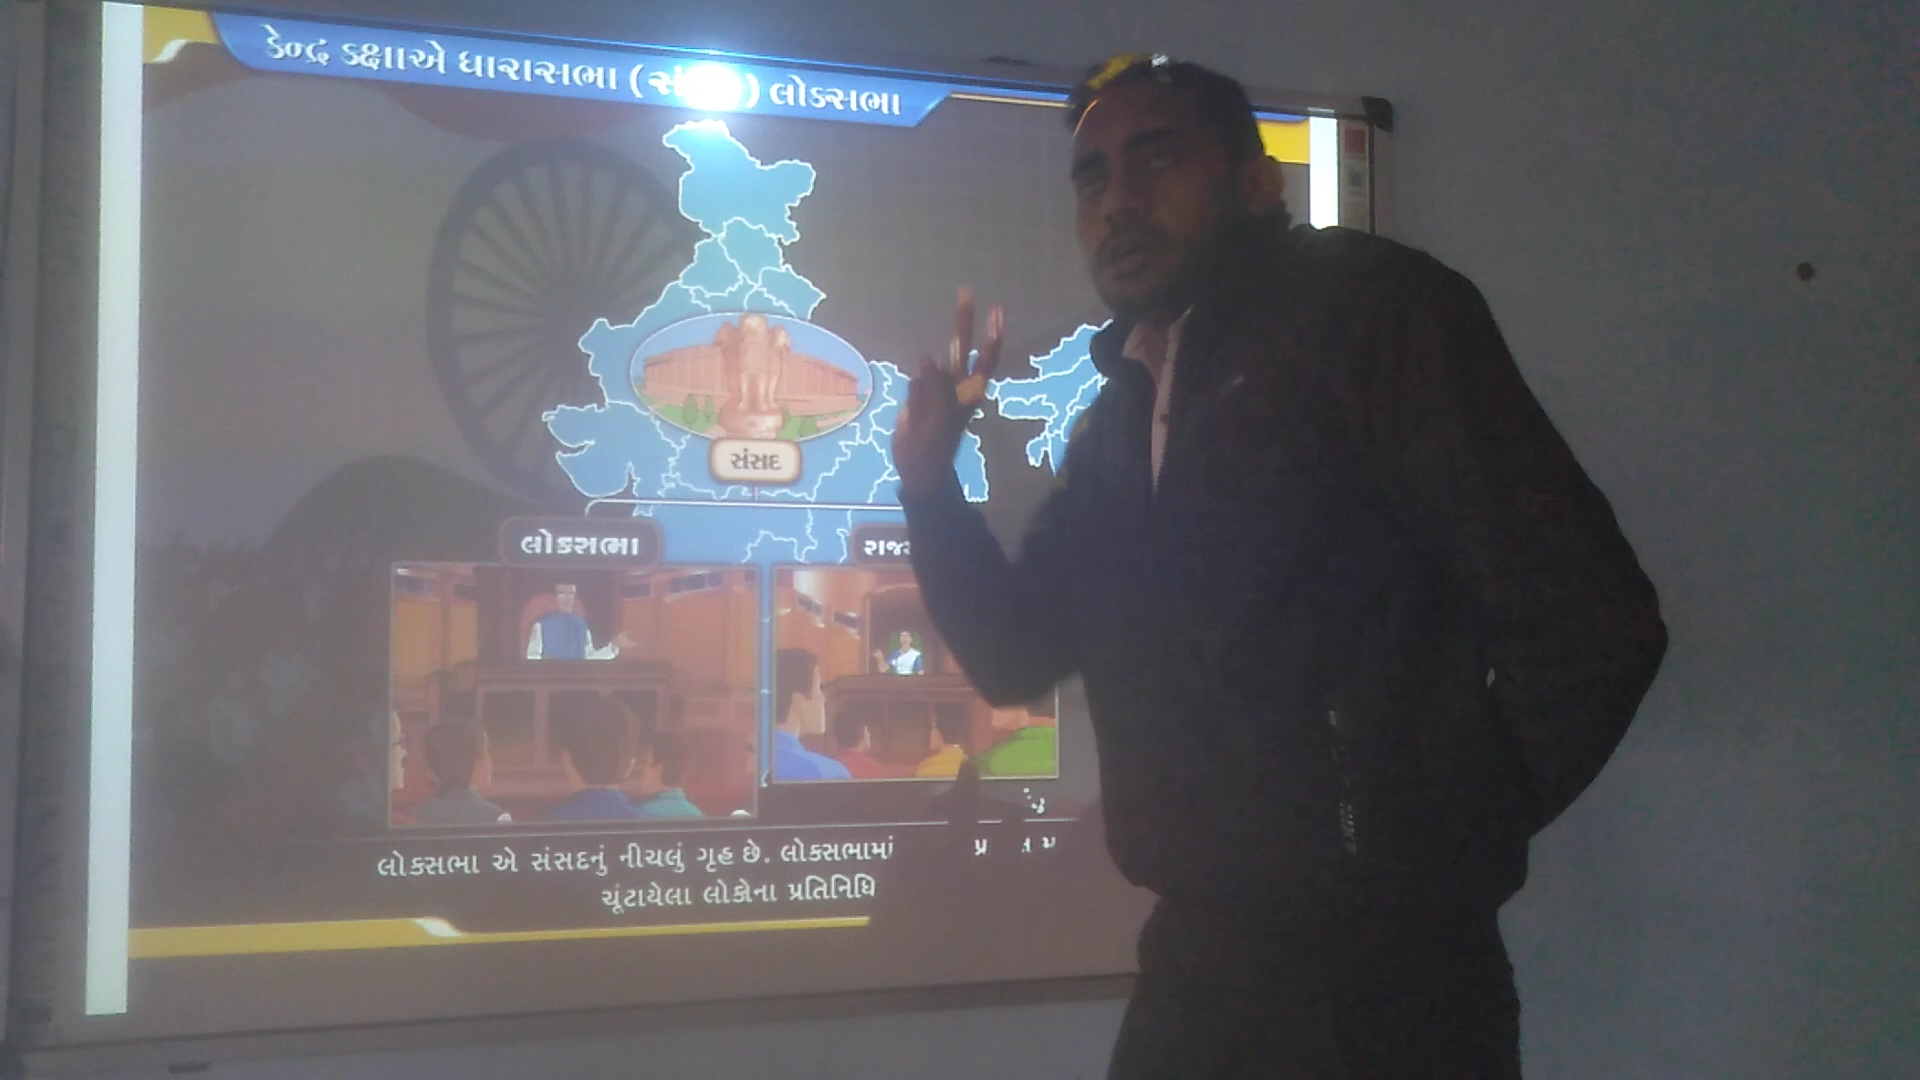 કેન્દ્ર કક્ષાએ ધારાસભા ( ) લોકસભા
સંસદ
લોકસભા
લોકસભા એ સંસદનું નીચલું ગૃહ છે. લોકસભામાં
ચૂંટાયેલા લોકોના પ્રતિનિધિ